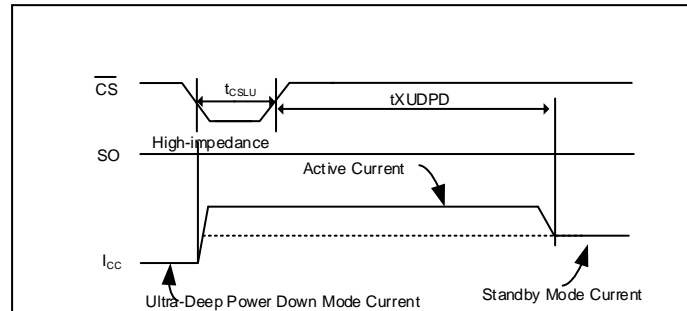 CS
tCSLU
tXUDPD
High-impedance
SO
Active Current
ICC
Ultra-Deep Power Down Mode Current
Standby Mode Current